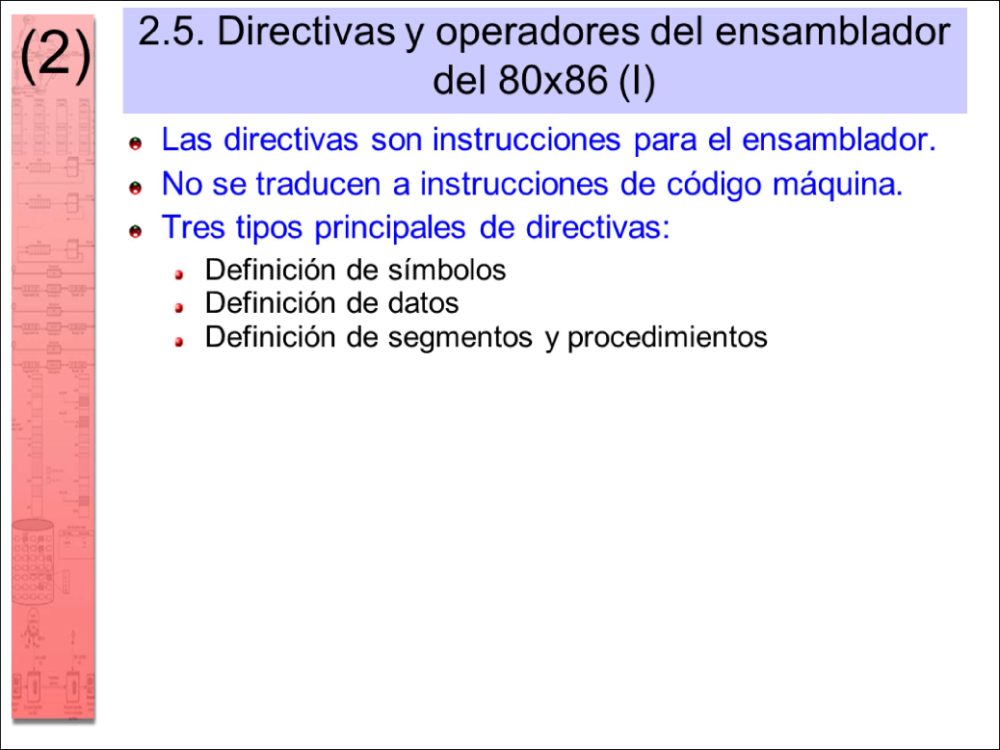 (2)
2.5. Directivas y operadores del ensamblador
del 80x86 (I)
Las directivas son instrucciones para el ensamblador.
No se traducen a instrucciones de código máquina.
Tres tipos principales de directivas:
Definición de símbolos
Definición de datos
Definición de segmentos y procedimientos